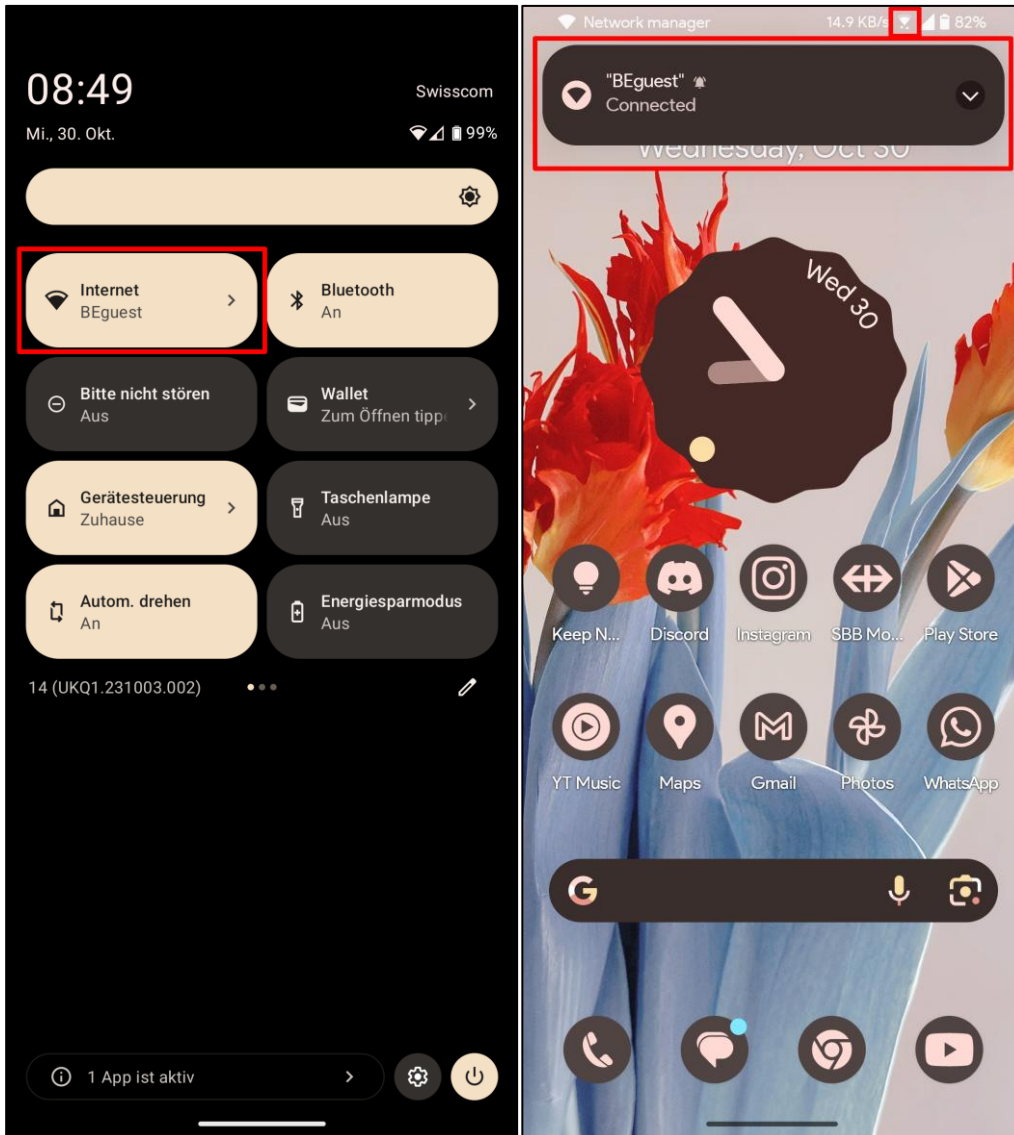 08:49
Swisscom
Mi., 30. Okt.
99%
Internet
BEguest
Bluetooth
An
Bitte nicht stören
Aus
Wallet
Zum Öffnen tipp
Gerätesteuerung
Zuhause
Taschenlampe
Aus
Autom. drehen
An
Energiesparmodus
Aus
14 (UKQ1.231003.002)
1 App ist aktiv
Network manager
14.9 KB/s
82%
"BEguest"
Connected
Wednesday, Oct 30
Wed 30
Keep N...
Discord
Instagram
SBB Mo...
Play Store
YT Music
Maps
Gmail
Photos
WhatsApp